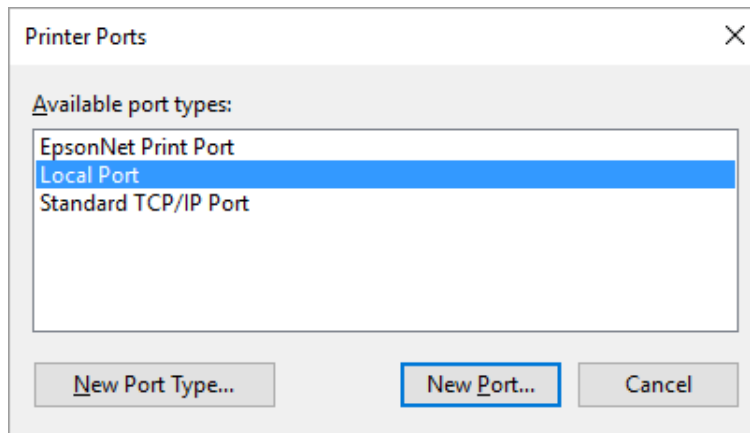 Printer Ports
Available port types:
EpsonNet Print Port
Local Port
Standard TCP/IP Port
New Port Type... New Port... Cancel